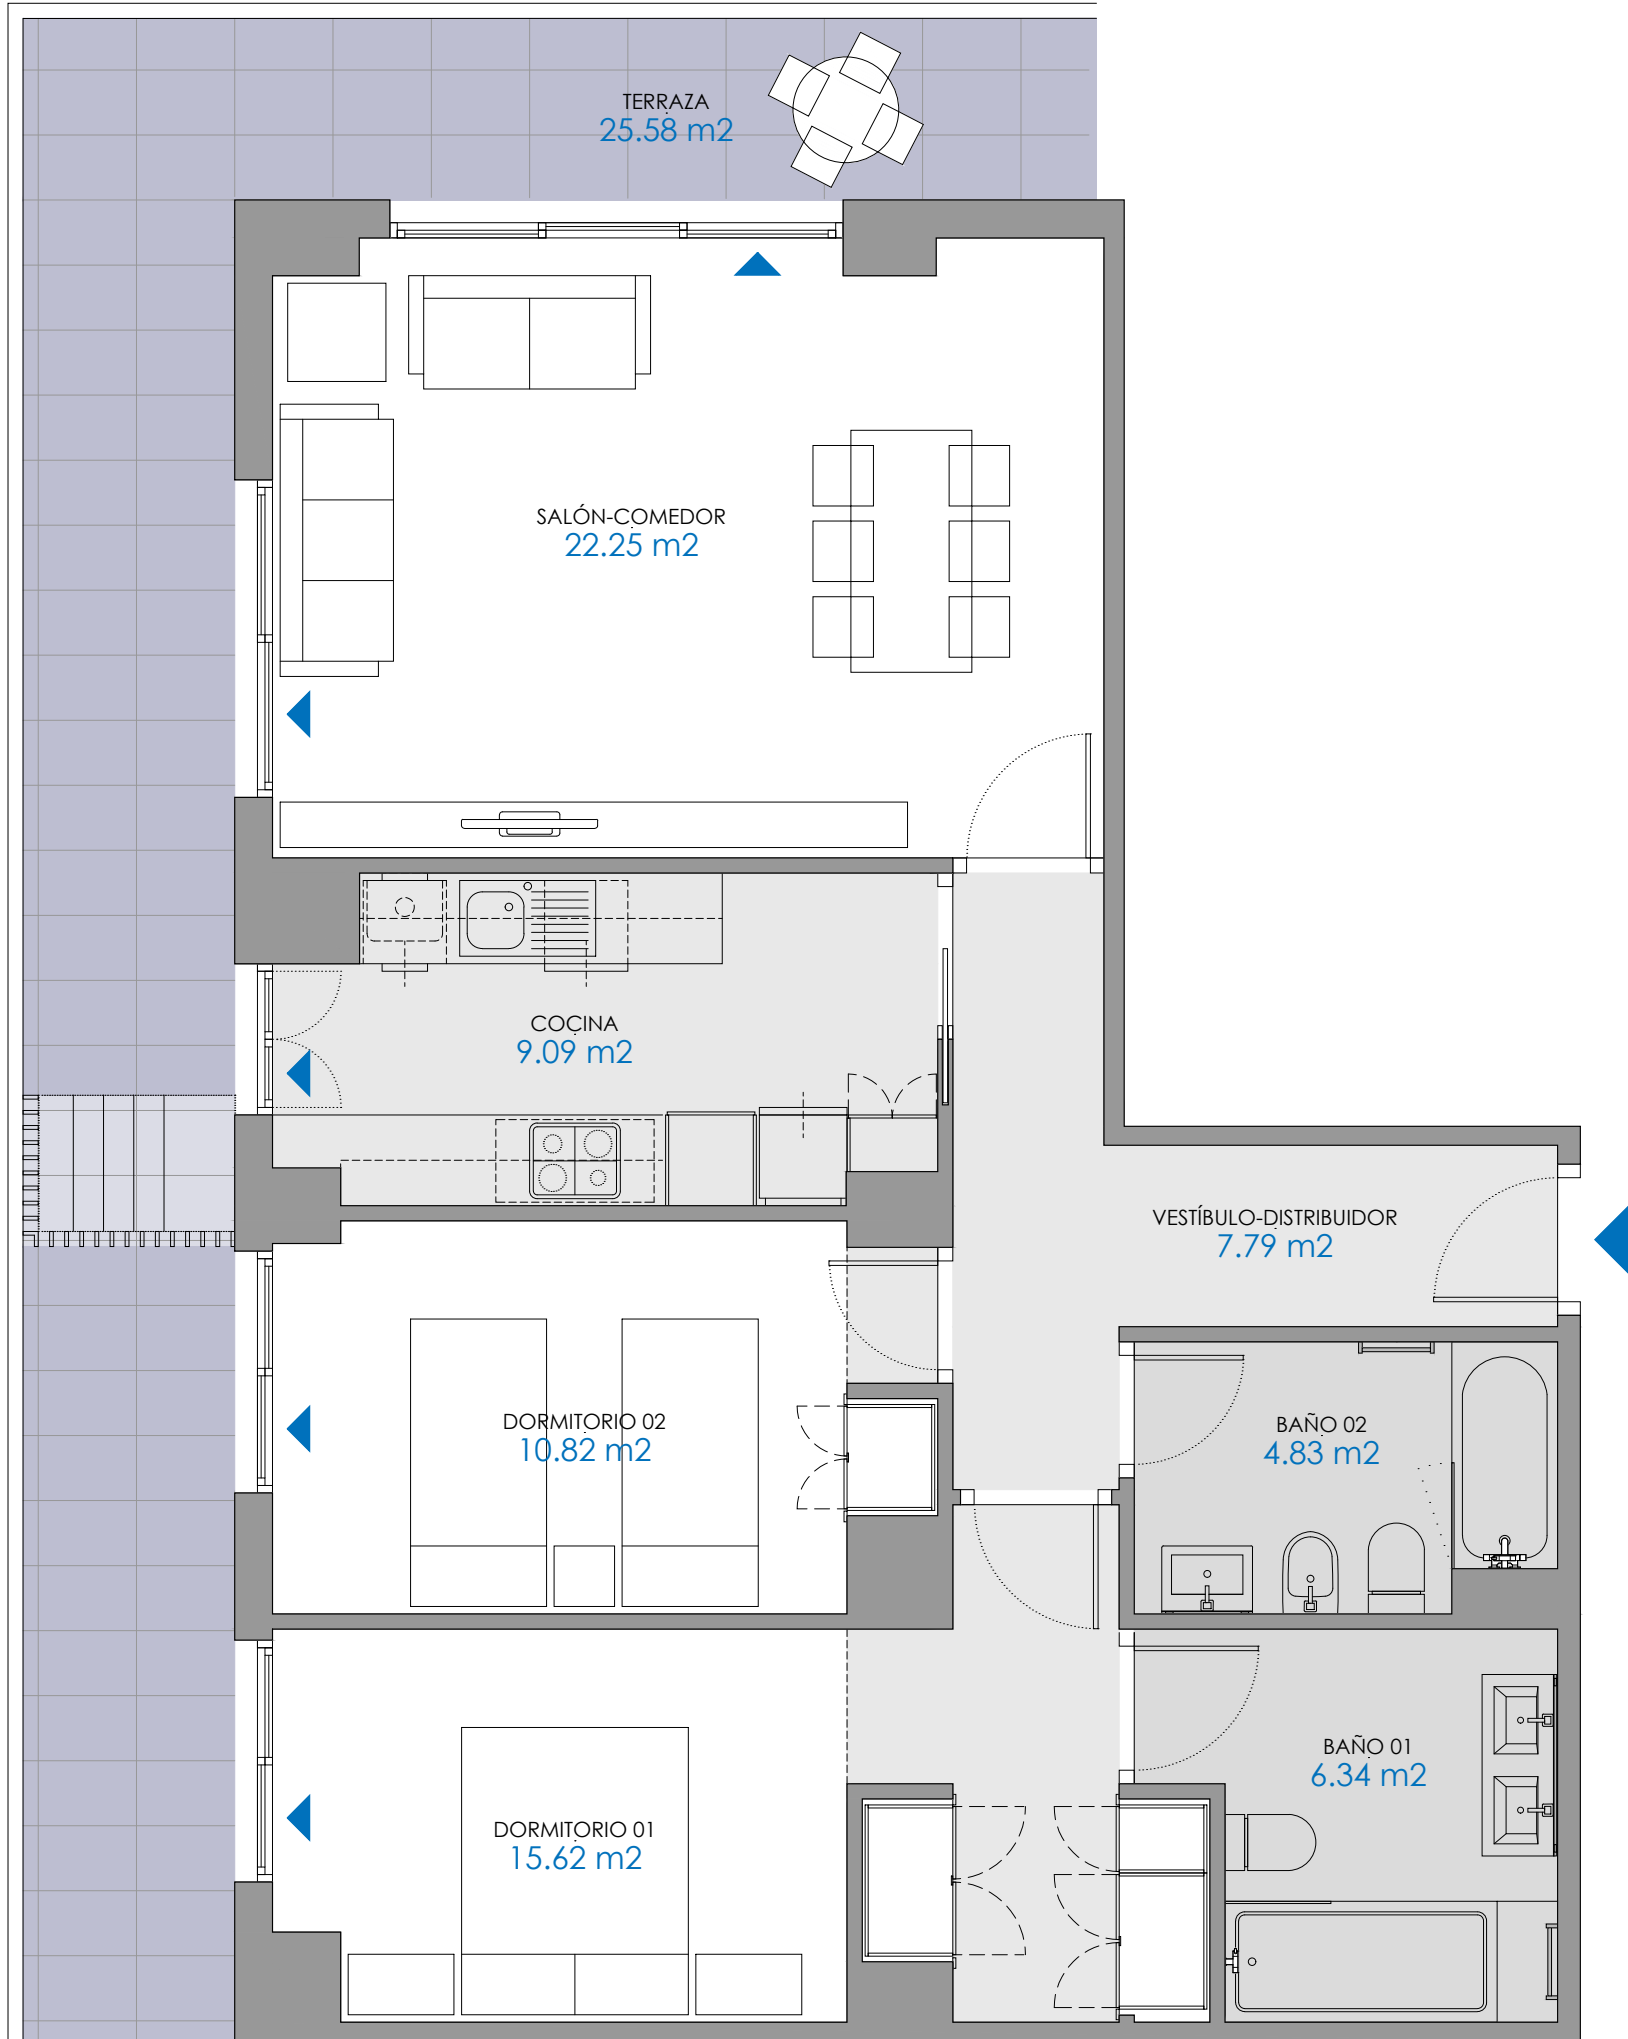 TERRAZA
25.58 m2
SALÓN-COMEDOR
22.25 m2
COCINA
9.09 m2
VESTÍBULO-DISTRIBUIDOR
7.79 m2
DORMITORIO 02
10.82 m2
BAÑO 02
4.83 m2
BAÑO 01
6.34 m2
DORMITORIO 01
15.62 m2